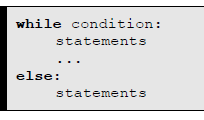 while condition:
    statements
    ...
else:
    statements